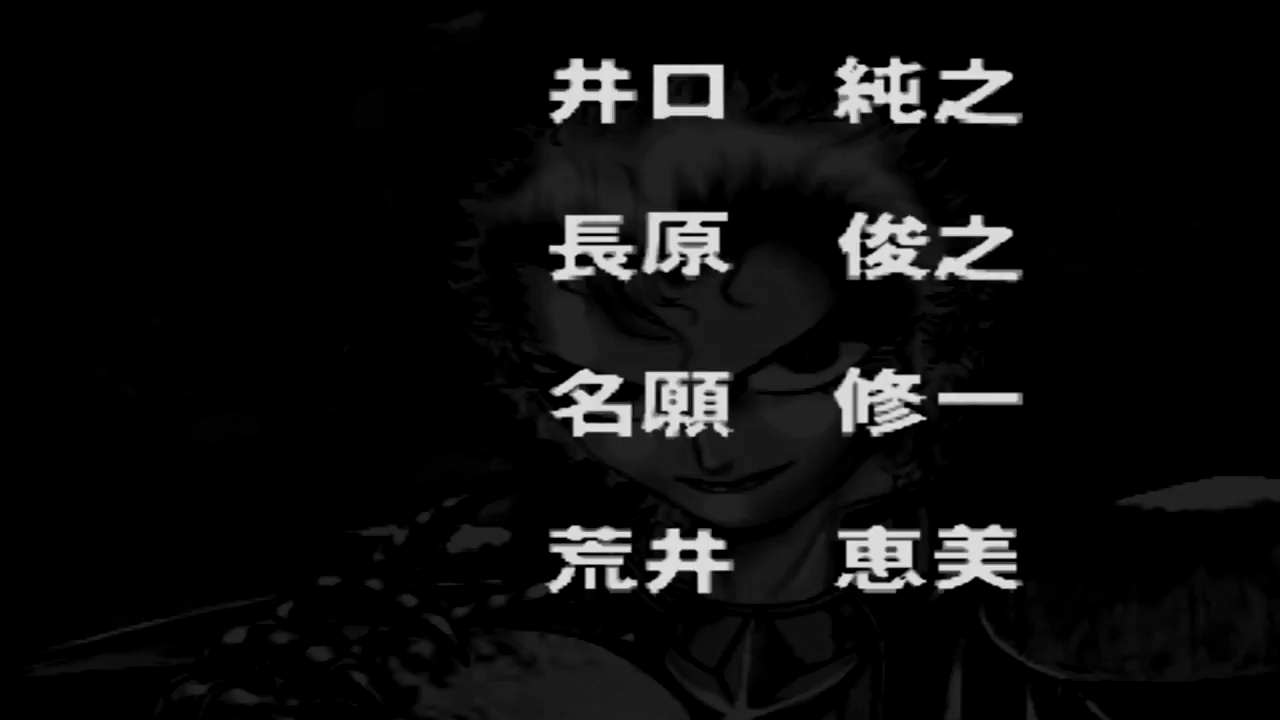 井口 純之
長原 俊之
名願 修一
荒井 恵美